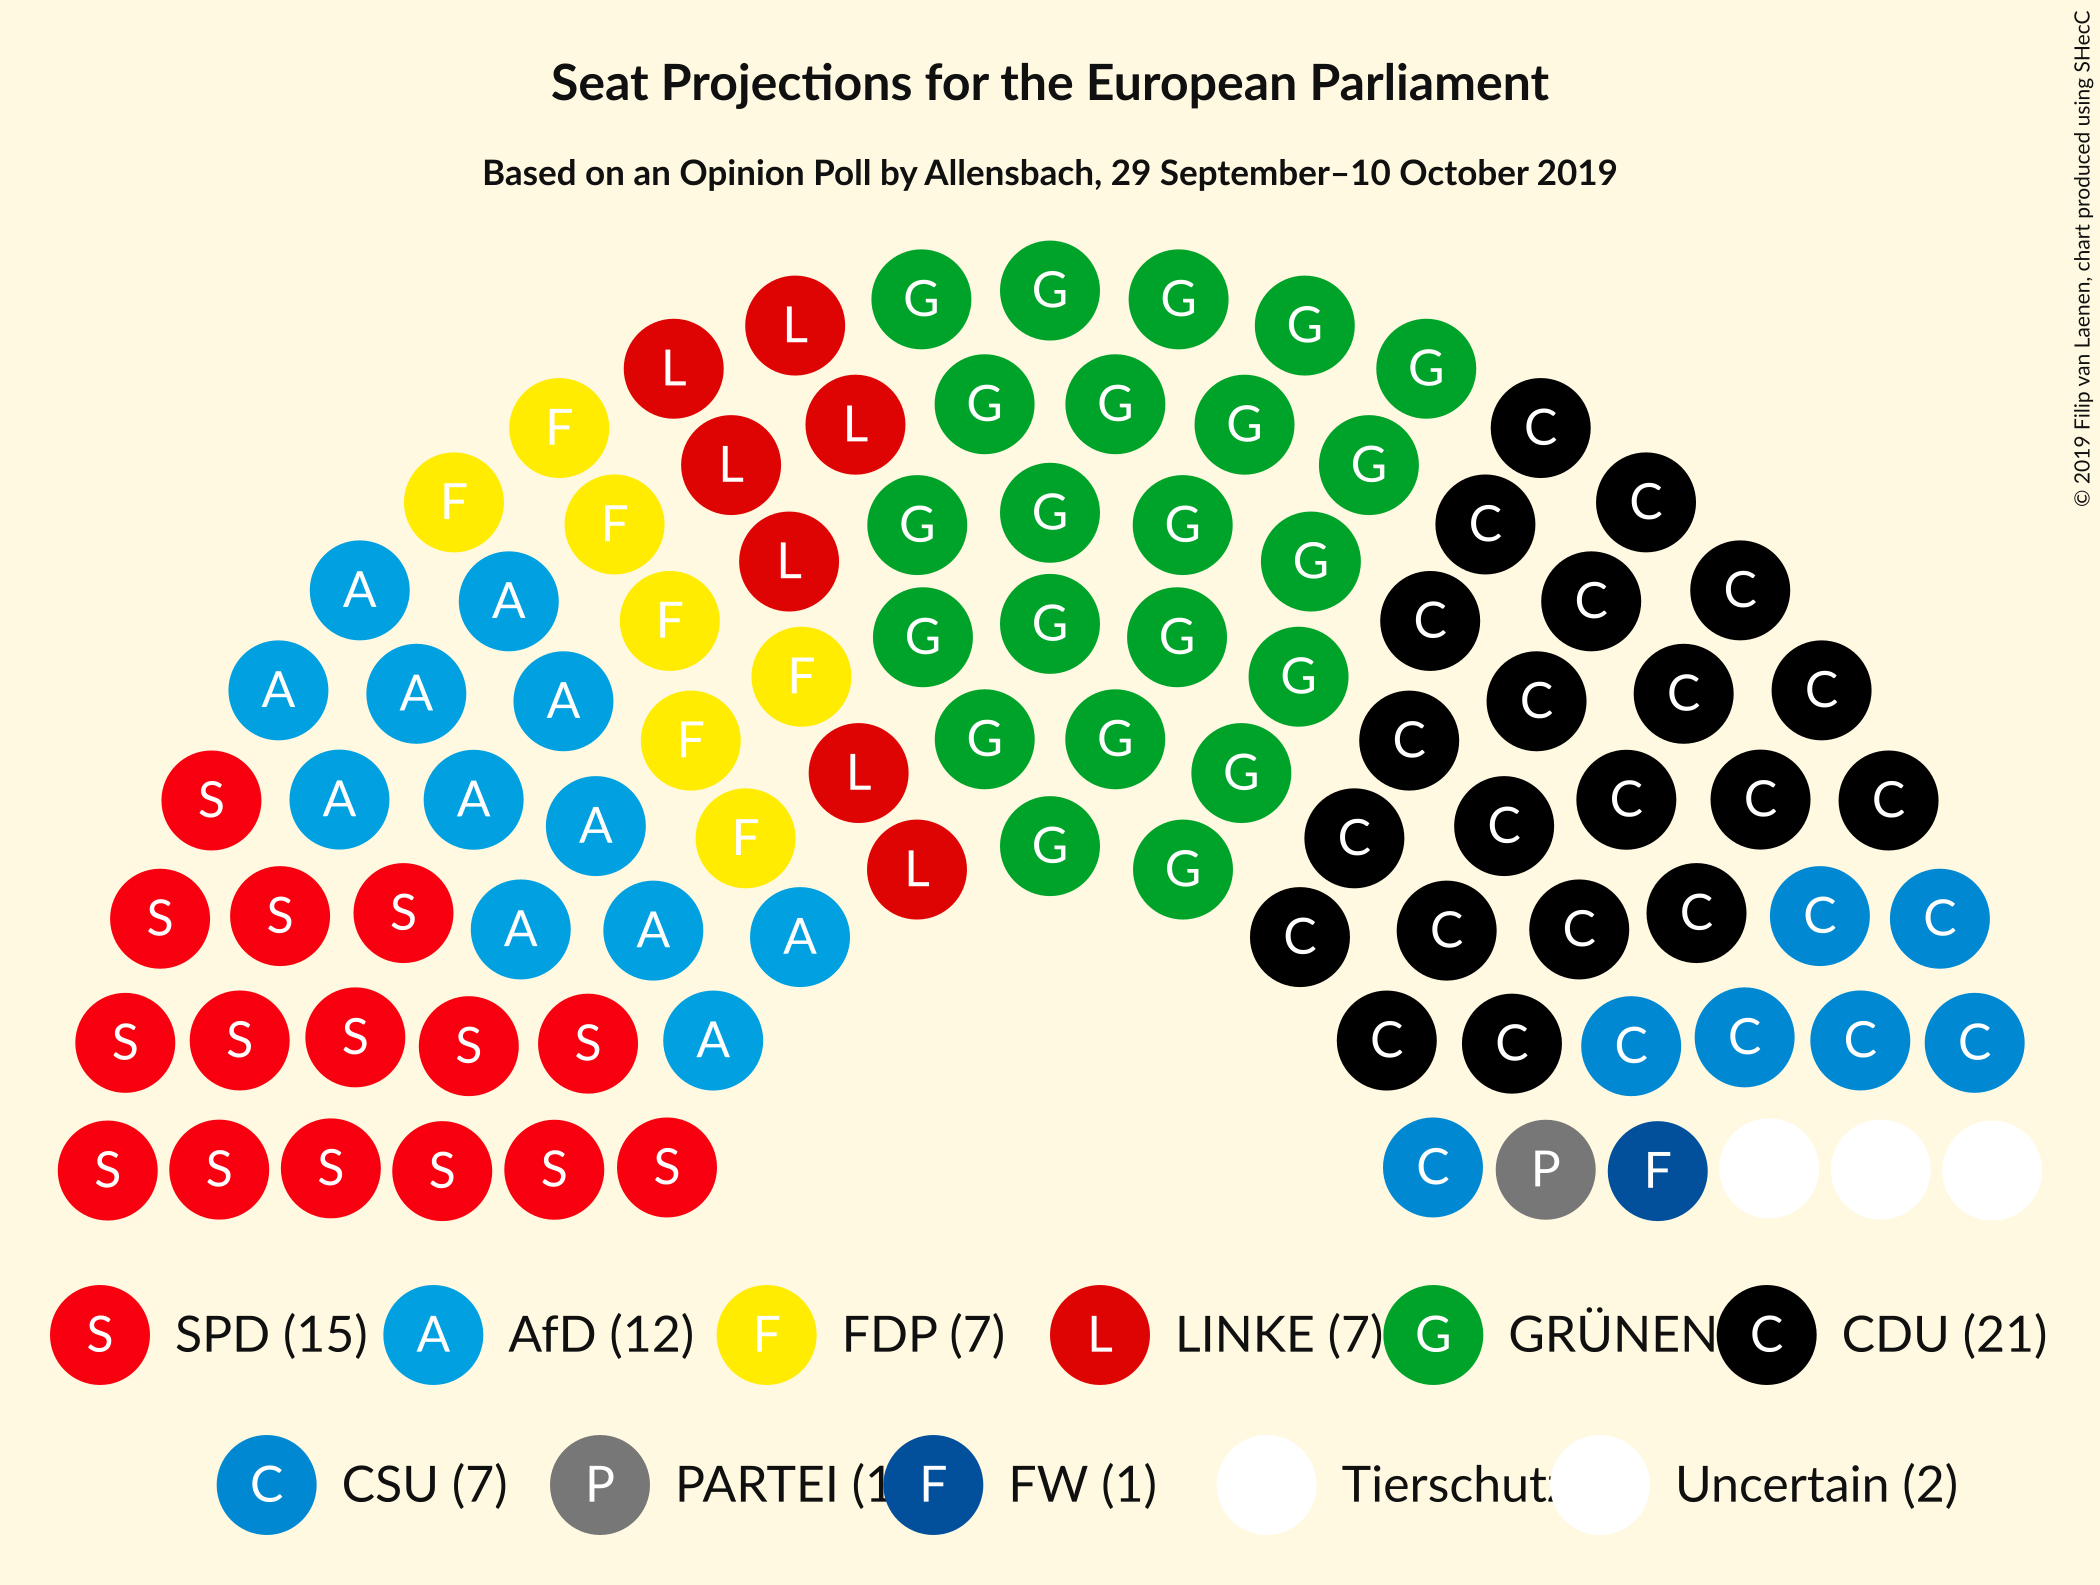 Seat Projections for the European Parliament
Based on an Opinion Poll by Allensbach, 29 September–10 October 2019
© 2019 Filip van Laenen, chart produced using SHecC
G G G G G
L L
G G G G
L L
F F
C C
G G G G
L
F F
C C
A A
C C C
G G G G
F F
A A A
C C C
G G G
L
F F
A A A
C C C C
S
G G
L
A A A
C C C C C
S S S
C C C C
S S S S S
A
C C C C C C
S S S S S S
C P F
S SPD (15) A AfD (12) F FDP (7) L LINKE (7) G GRÜNEN C CDU (21)
C CSU (7) P PARTEI (1 F FW (1) Tierschutz Uncertain (2)